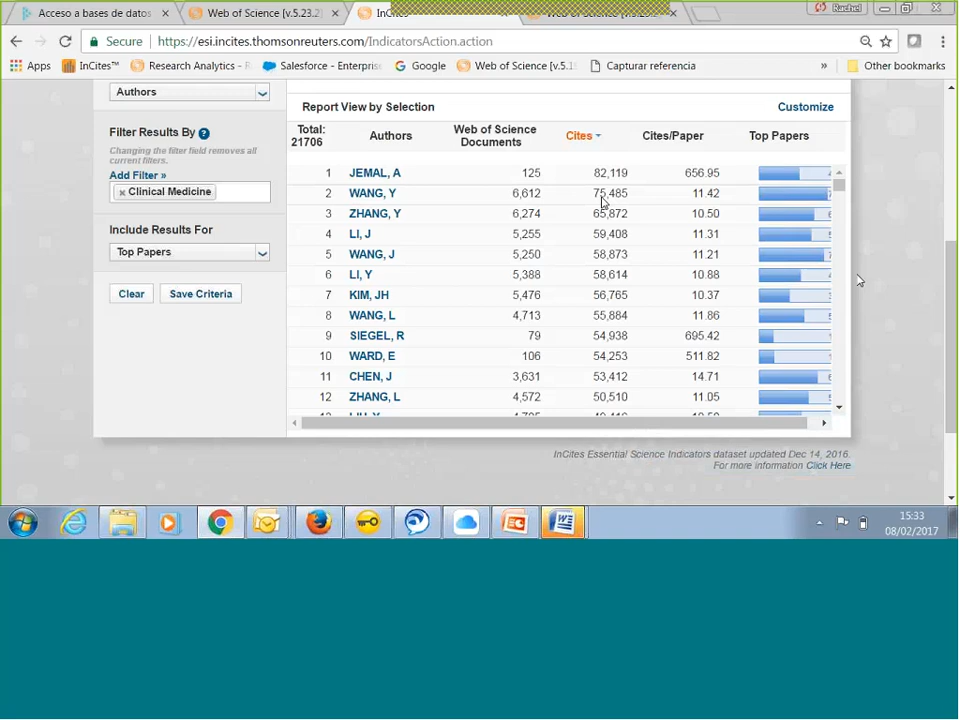 Acceso a bases de datos
Web of Science [v.5.23.2]
InCites
Web of Science [v.5.23.2]
Rachel
Secure
https://esi.incites.thomsonreuters.com/IndicatorsAction.action
Apps
InCites™
Research Analytics - R
Salesforce - Enterprise
Google
Web of Science [v.5.1
Capturar referencia
»
Other bookmarks
Authors
Report View by Selection
Customize
Filter Results By ?
Changing the filter field removes all
current filters.
Add Filter »
× Clinical Medicine
Include Results For
Top Papers
Clear
Save Criteria
Total:
21706
Authors
Web of Science
Documents
Cites
Cites/Paper
Top Papers
1 JEMAL, A 125 82,119 656.95
2 WANG, Y 6,612 75,485 11.42
3 ZHANG, Y 6,274 65,872 10.50
4 LI, J 5,255 59,408 11.31
5 WANG, J 5,250 58,873 11.21
6 LI, Y 5,388 58,614 10.88
7 KIM, JH 5,476 56,765 10.37
8 WANG, L 4,713 55,884 11.86
9 SIEGEL, R 79 54,938 695.42
10 WARD, E 106 54,253 511.82
11 CHEN, J 3,631 53,412 14.71
12 ZHANG, L 4,572 50,510 11.05
InCites Essential Science Indicators dataset updated Dec 14, 2016.
For more information Click Here
15:33
08/02/2017